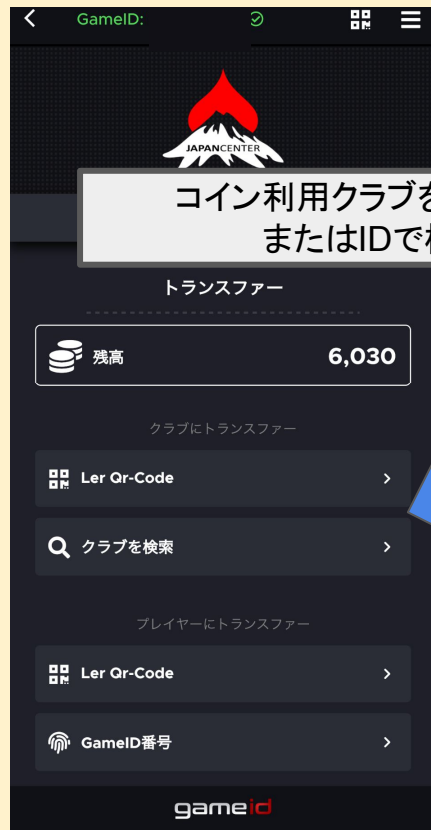 GameID:
JAPANCENTER
コイン利用クラブを
またはIDで
トランスファー
残高 6,030
クラブにトランスファー
Ler Qr-Code
クラブを検索
プレイヤーにトランスファー
Ler Qr-Code
GameID番号
gameid